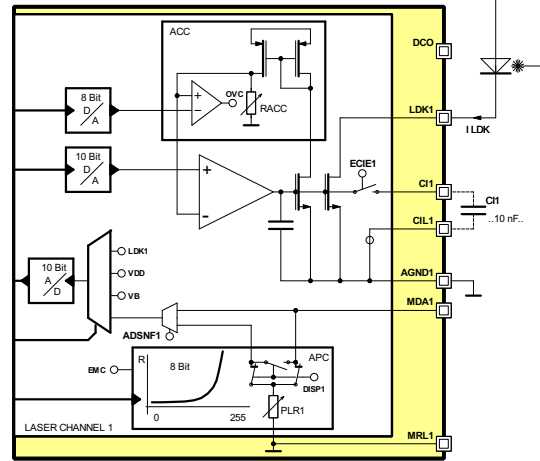 ACC
DCO
8 Bit
D
A
OVC
RACC
LDK1
I LDK
10 Bit
D
A
ECIE1
CI1
CI1
..10 nF..
CIL1
LDK1
10 Bit
A
D
VDD
VB
AGND1
MDA1
ADSNF1
R
8 Bit
APC
EMC
DISP1
PLR1
0
255
LASER CHANNEL 1
MRL1